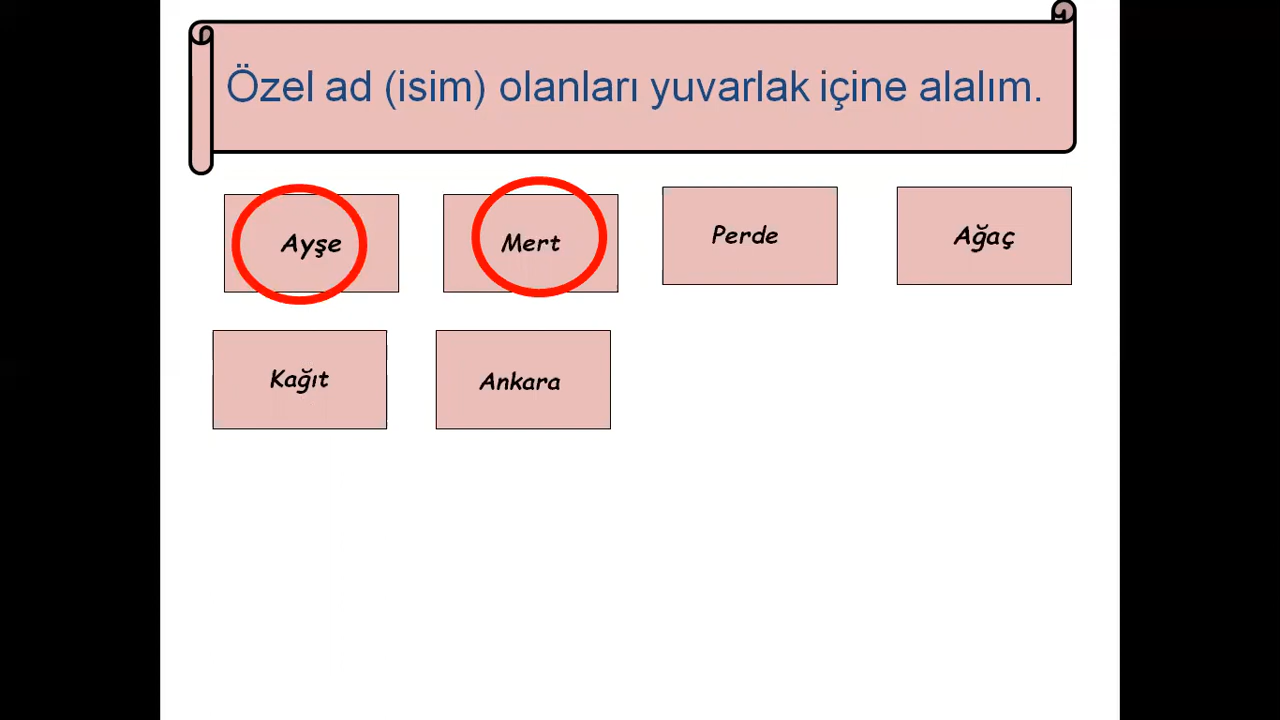 Özel ad (isim) olanları yuvarlak içine alalım.
Ayşe Mert Perde Ağaç
Kağıt Ankara